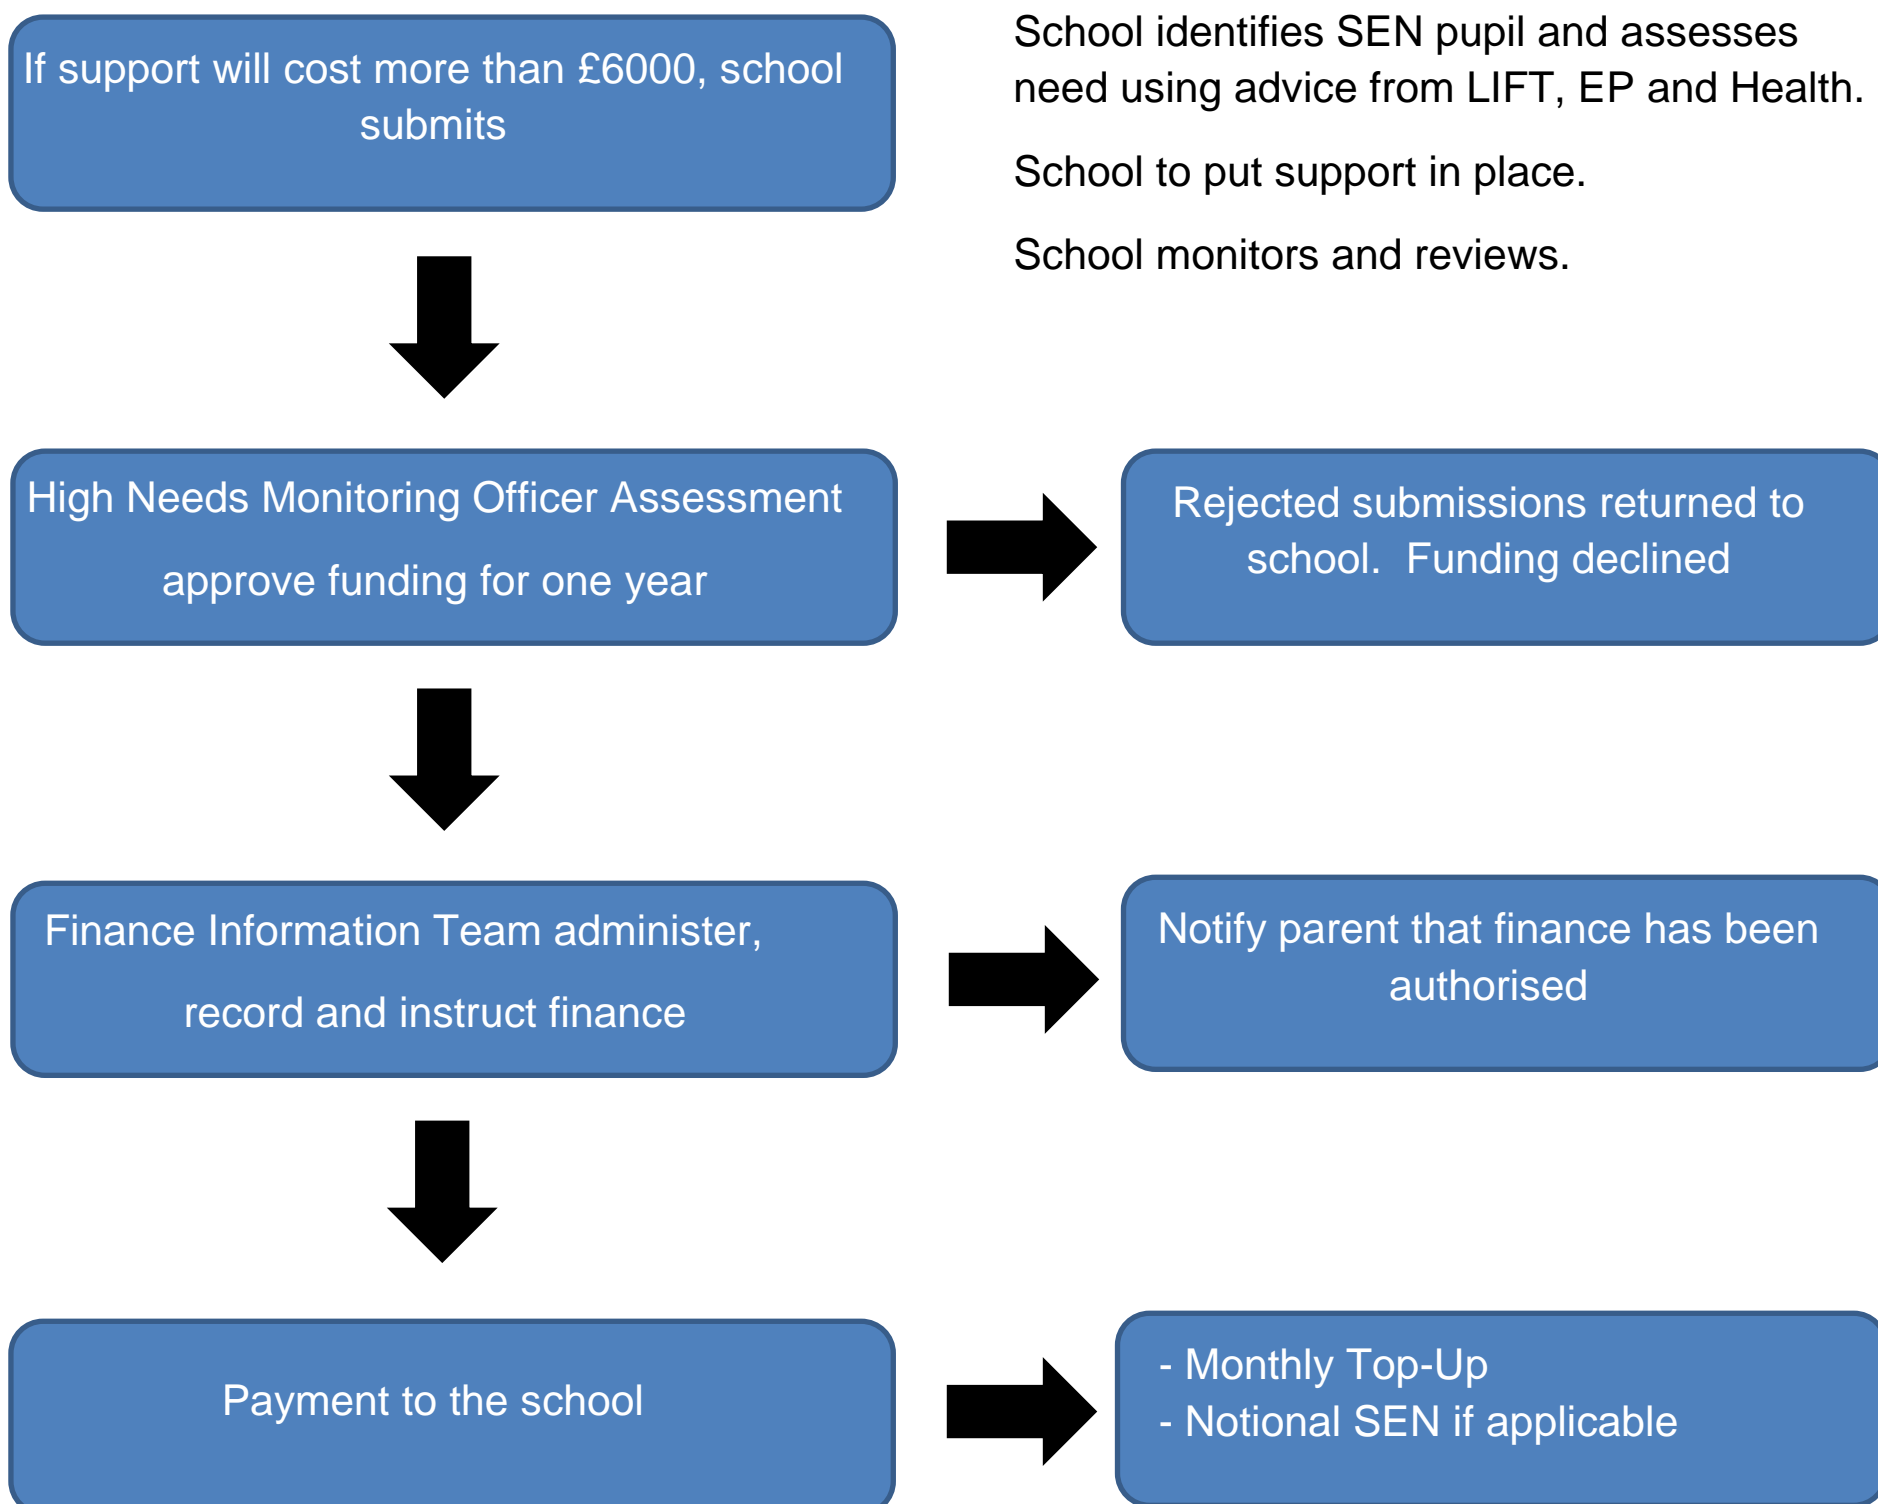 If support will cost more than £6000, school
submits
School identifies SEN pupil and assesses
need using advice from LIFT, EP and Health.
School to put support in place.
School monitors and reviews.
High Needs Monitoring Officer Assessment
approve funding for one year
Rejected submissions returned to
school.  Funding declined
Finance Information Team administer,
record and instruct finance
Notify parent that finance has been
authorised
Payment to the school
- Monthly Top-Up
- Notional SEN if applicable